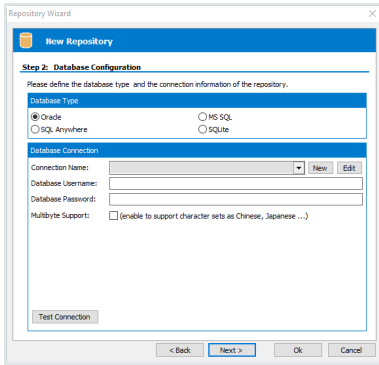 Repository Wizard
New Repository
Step 2: Database Configuration
Please define the database type and the connection information of the repository.
Database Type
Oracle
MS SQL
SQL Anywhere
SQLite
Database Connection
Connection Name:
New
Edit
Database Username:
Database Password:
Multibyte Support:
(enable to support character sets as Chinese, Japanese ...)
Test Connection
< Back
Next >
Ok
Cancel